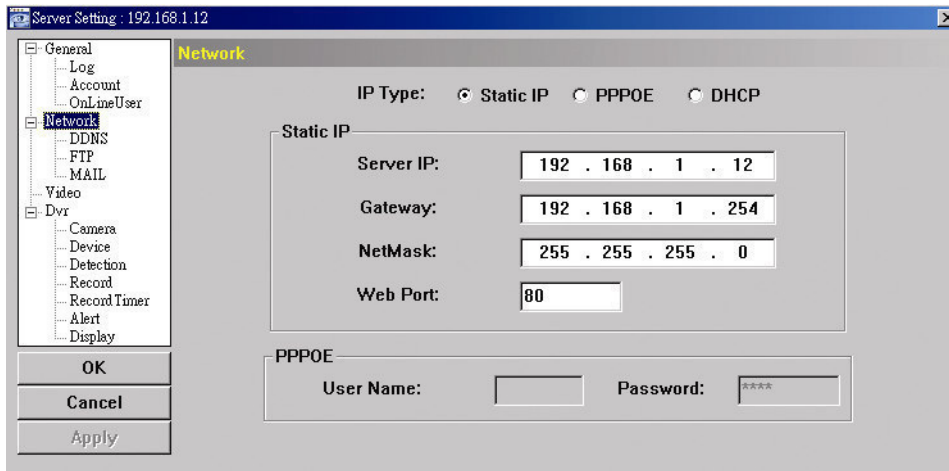 Server Setting : 192.168.1.12
General
Log
Account
OnLineUser
Network
DDNS
FTP
MAIL
Video
Dvr
Camera
Device
Detection
Record
Record Timer
Alert
Display
OK
Cancel
Apply
Network
IP Type: Static IP PPPOE DHCP
Static IP
Server IP: 192 . 168 . 1 . 12
Gateway: 192 . 168 . 1 . 254
NetMask: 255 . 255 . 255 . 0
Web Port: 80
PPPOE
User Name: Password: ****